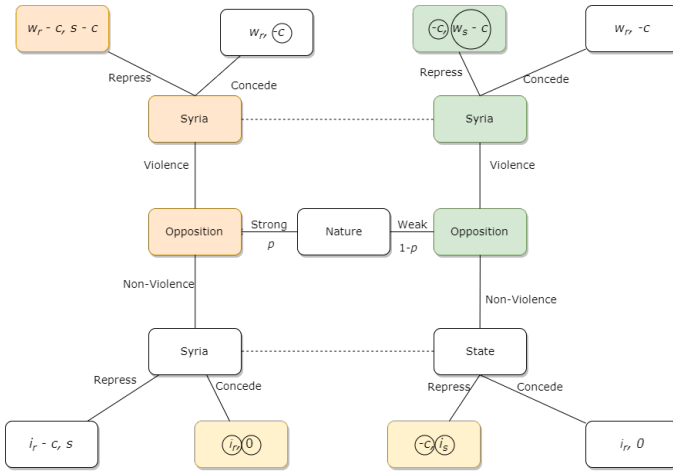 w_r - c, s - c
w_r, -c
-c, w_s - c
w_r, -c
Repress
Concede
Repress
Concede
Syria
Syria
Violence
Violence
Opposition
Strong
p
Nature
Weak
1-p
Opposition
Non-Violence
Non-Violence
Syria
State
Repress
Concede
Repress
Concede
i_r - c, s
i_r, 0
-c, i_s
i_r, 0